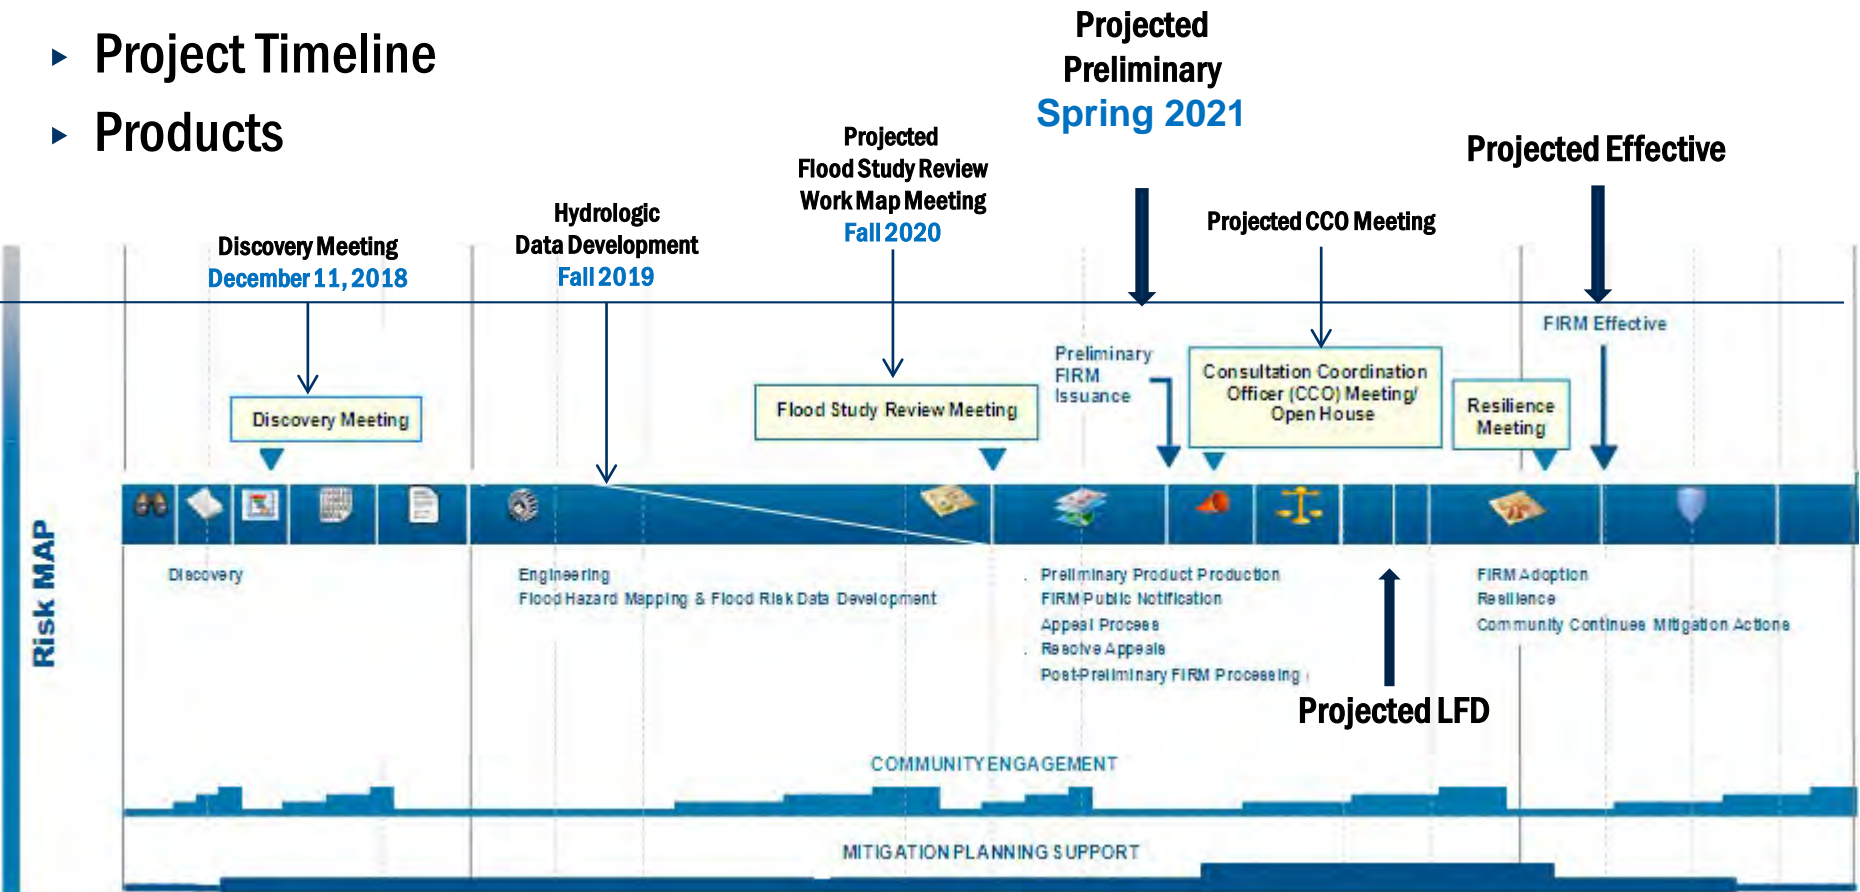 Project Timeline
Products
Projected
Preliminary
Spring 2021
Projected
Flood Study Review
Work Map Meeting
Fall 2020
Projected Effective
Hydrologic
Data Development
Fall 2019
Projected CCO Meeting
Discovery Meeting
December 11, 2018
FIRM Effective
Preliminary
FIRM
Issuance
Consultation Coordination
Officer (CCO) Meeting/
Open House
Discovery Meeting
Flood Study Review Meeting
Resilience
Meeting
Risk MAP
Discovery
Engineering
Flood Hazard Mapping & Flood Risk Data Development
Preliminary Product Production
FIRM Public Notification
Appeal Process
Resolve Appeals
Post-Preliminary FIRM Processing
FIRM Adoption
Resilience
Community Continues Mitigation Actions
Projected LFD
COMMUNITY ENGAGEMENT
MITIGATION PLANNING SUPPORT